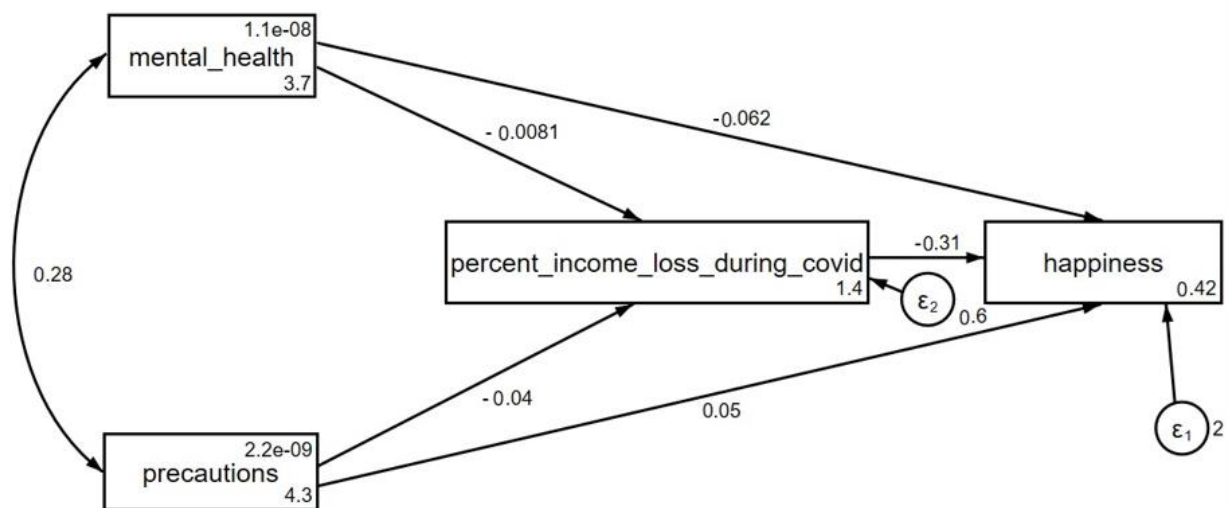 1.1e-08
mental_health
3.7
-0.062
- 0.0081
0.28
percent_income_loss_during_covid
1.4
-0.31
happiness
0.42
ε2
0.6
- 0.04
0.05
ε1 2
2.2e-09
precautions
4.3